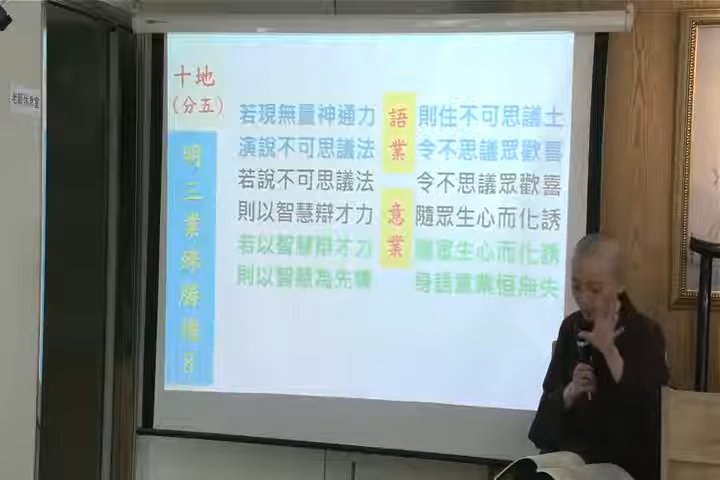 十地
(分五)
明三業殊勝德8
語業
意業
若現無量神通力 則住不可思議土
演說不可思議法 令不思議眾歡喜
若說不可思議法 令不思議眾歡喜
則以智慧辯才力 隨眾生心而化誘
若以智慧辯才力 隨眾生心而化誘
則以智慧為先導 身語意業恒無失